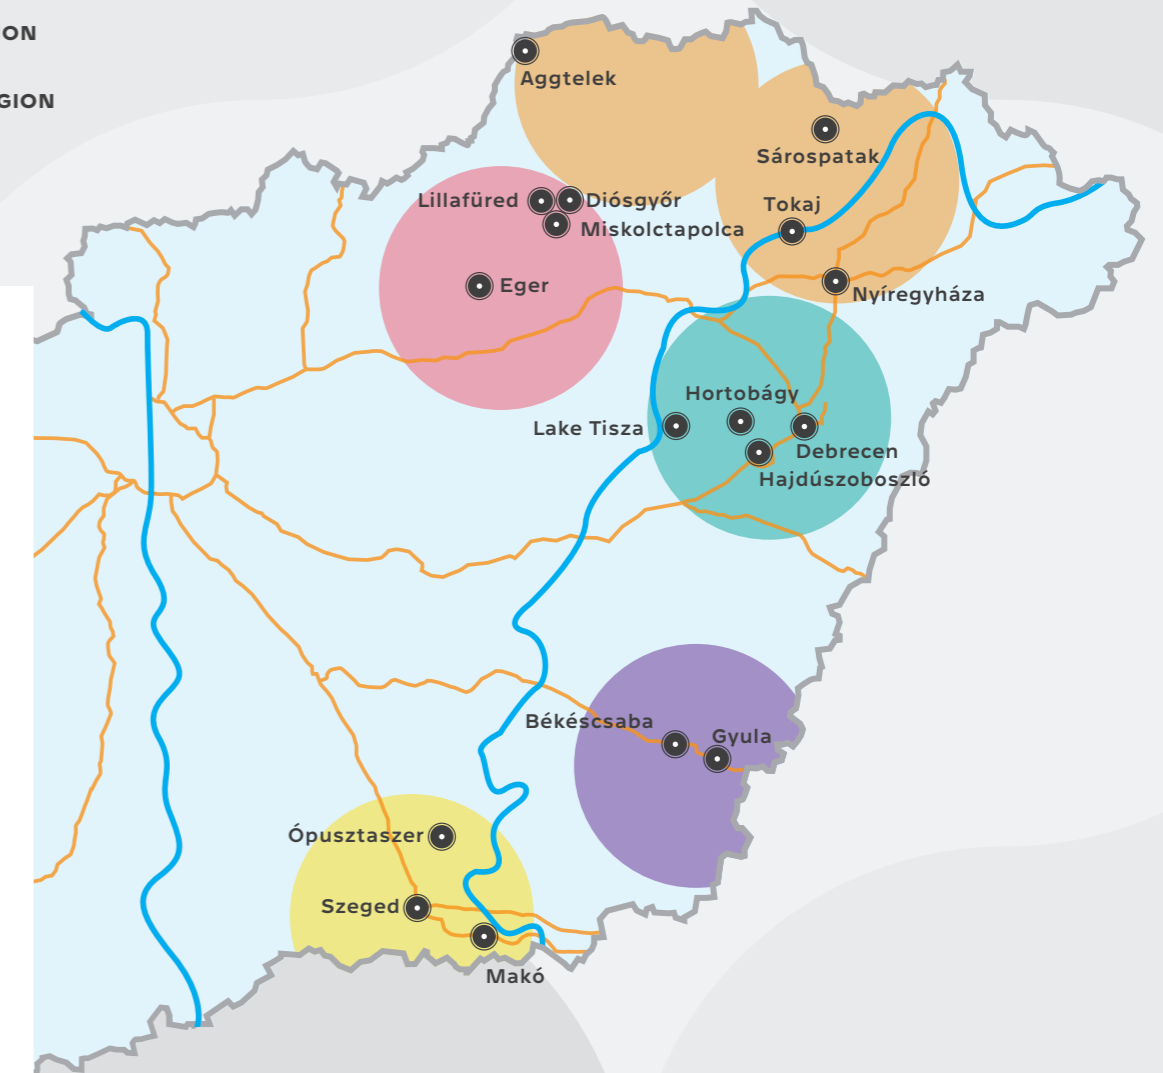 ON
GION
Aggtelek
Sárospatak
Lillafüred
Diósgyőr
Tokaj
Miskolctapolca
Eger
Nyíregyháza
Hortobágy
Lake Tisza
Debrecen
Hajdúszoboszló
Békéscsaba
Gyula
Ópusztaszer
Szeged
Makó